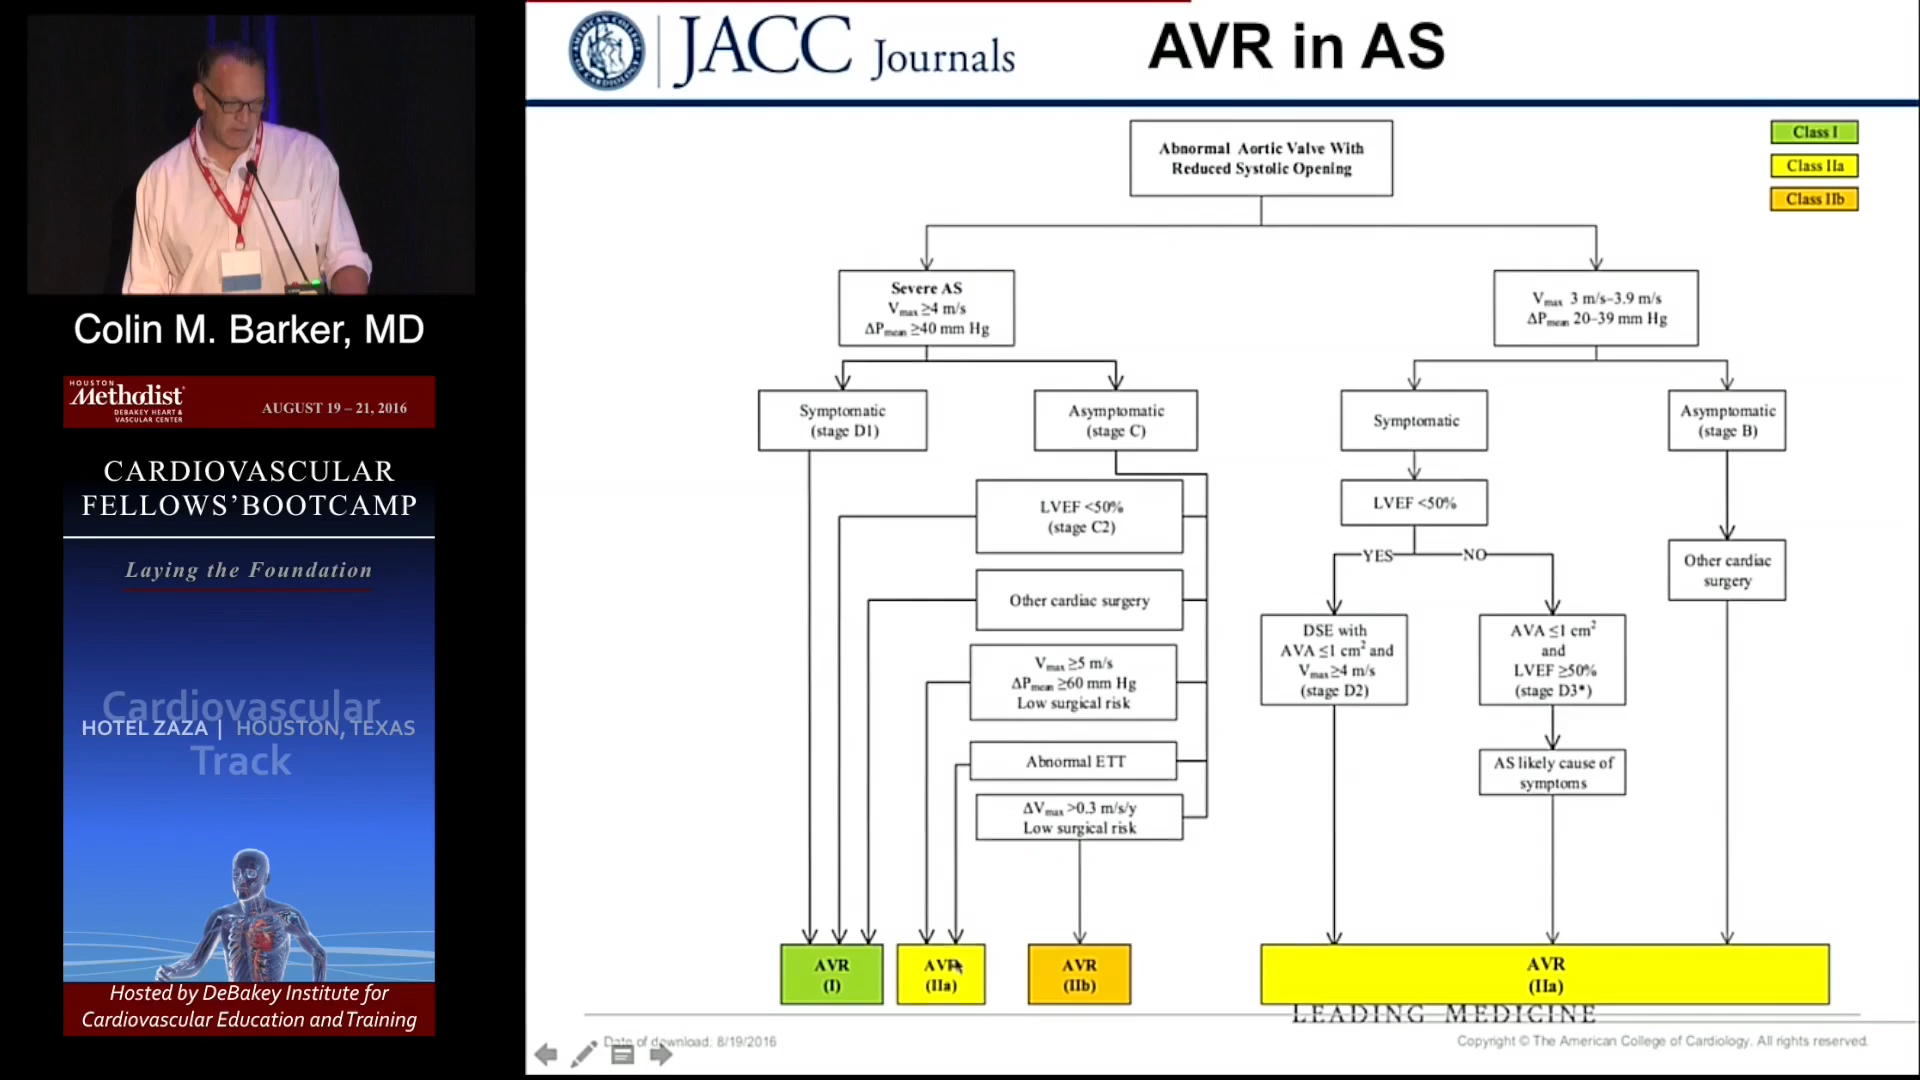 Colin M. Barker, MD
HOUSTON
Methodist
DEBAKEY HEART &
VASCULAR CENTER
AUGUST 19 – 21, 2016
CARDIOVASCULAR
FELLOWS’BOOTCAMP
Laying the Foundation
Cardiovascular
HOTEL ZAZA | HOUSTON, TEXAS
Track
Hosted by DeBakey Institute for
Cardiovascular Education and Training
JACC Journals
AVR in AS
Class I
Class IIa
Class IIb
Abnormal Aortic Valve With
Reduced Systolic Opening
Severe AS
Vmax ≥4 m/s
ΔPmean ≥40 mm Hg
Vmax 3 m/s–3.9 m/s
ΔPmean 20–39 mm Hg
Symptomatic
(stage D1)
Asymptomatic
(stage C)
Symptomatic
Asymptomatic
(stage B)
LVEF <50%
(stage C2)
LVEF <50%
YES
NO
Other cardiac surgery
Other cardiac
surgery
Vmax ≥5 m/s
ΔPmean ≥60 mm Hg
Low surgical risk
DSE with
AVA ≤1 cm² and
Vmax ≥4 m/s
(stage D2)
AVA ≤1 cm²
and
LVEF ≥50%
(stage D3*)
Abnormal ETT
AS likely cause of
symptoms
ΔVmax >0.3 m/s/y
Low surgical risk
AVR
(I)
AVR
(IIa)
AVR
(IIb)
AVR
(IIa)
LEADING MEDICINE
Date of download: 8/19/2016
Copyright © The American College of Cardiology. All rights reserved.